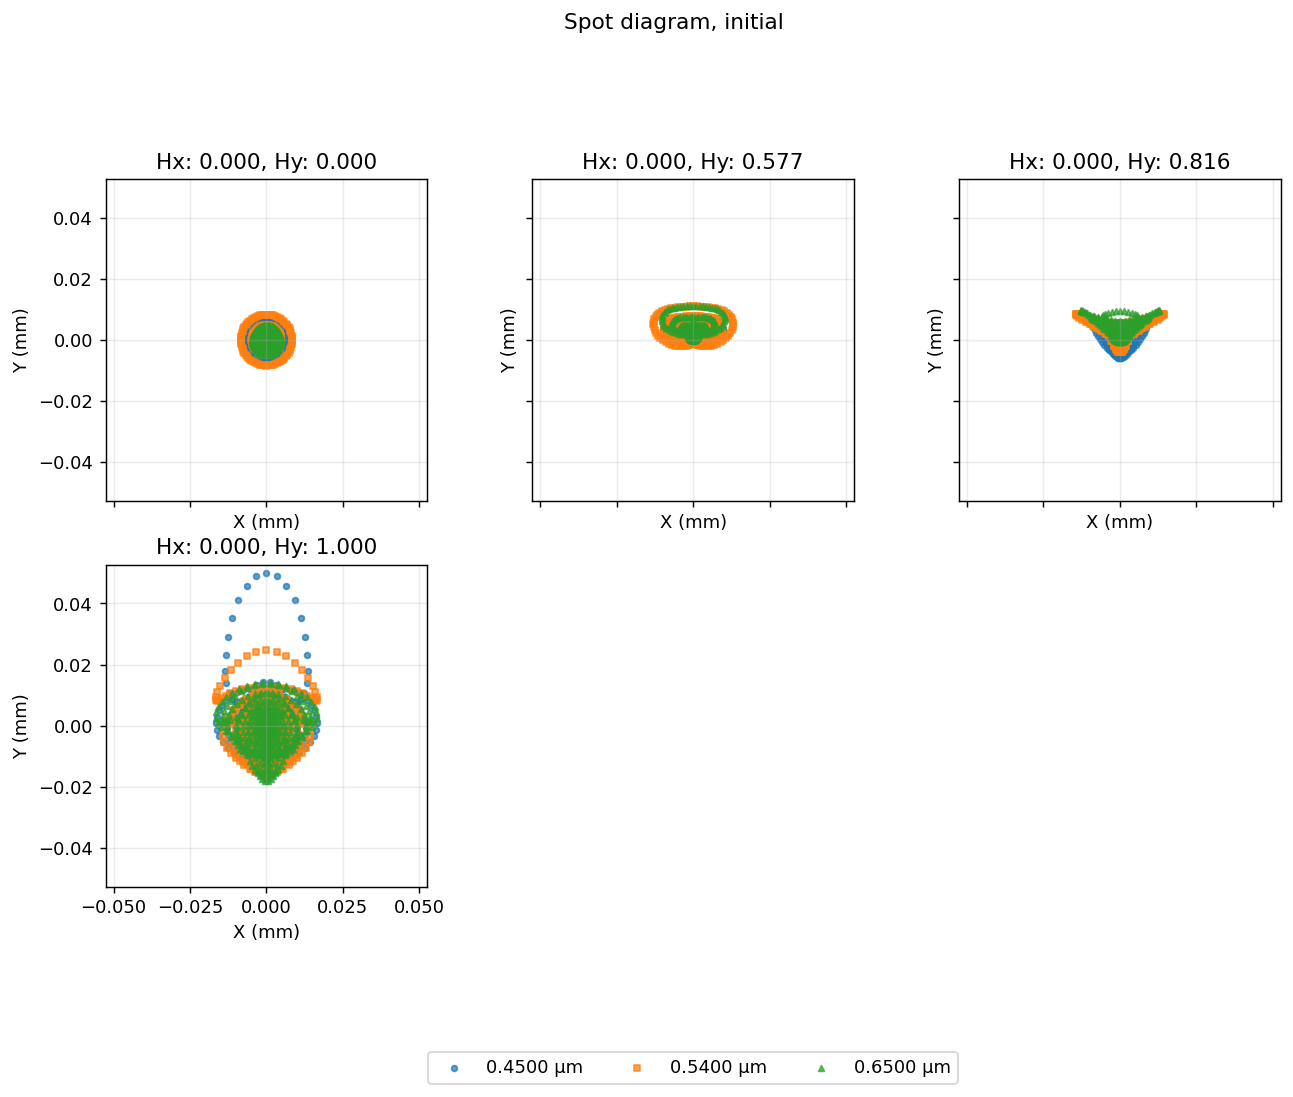 Spot diagram, initial
Hx: 0.000, Hy: 0.000
Hx: 0.000, Hy: 0.577
Hx: 0.000, Hy: 0.816
Y (mm)
0.04
0.02
0.00
−0.02
−0.04
Y (mm)
Y (mm)
X (mm)
X (mm)
X (mm)
Hx: 0.000, Hy: 1.000
Y (mm)
0.04
0.02
0.00
−0.02
−0.04
−0.050 −0.025 0.000 0.025 0.050
X (mm)
0.4500 µm 0.5400 µm 0.6500 µm